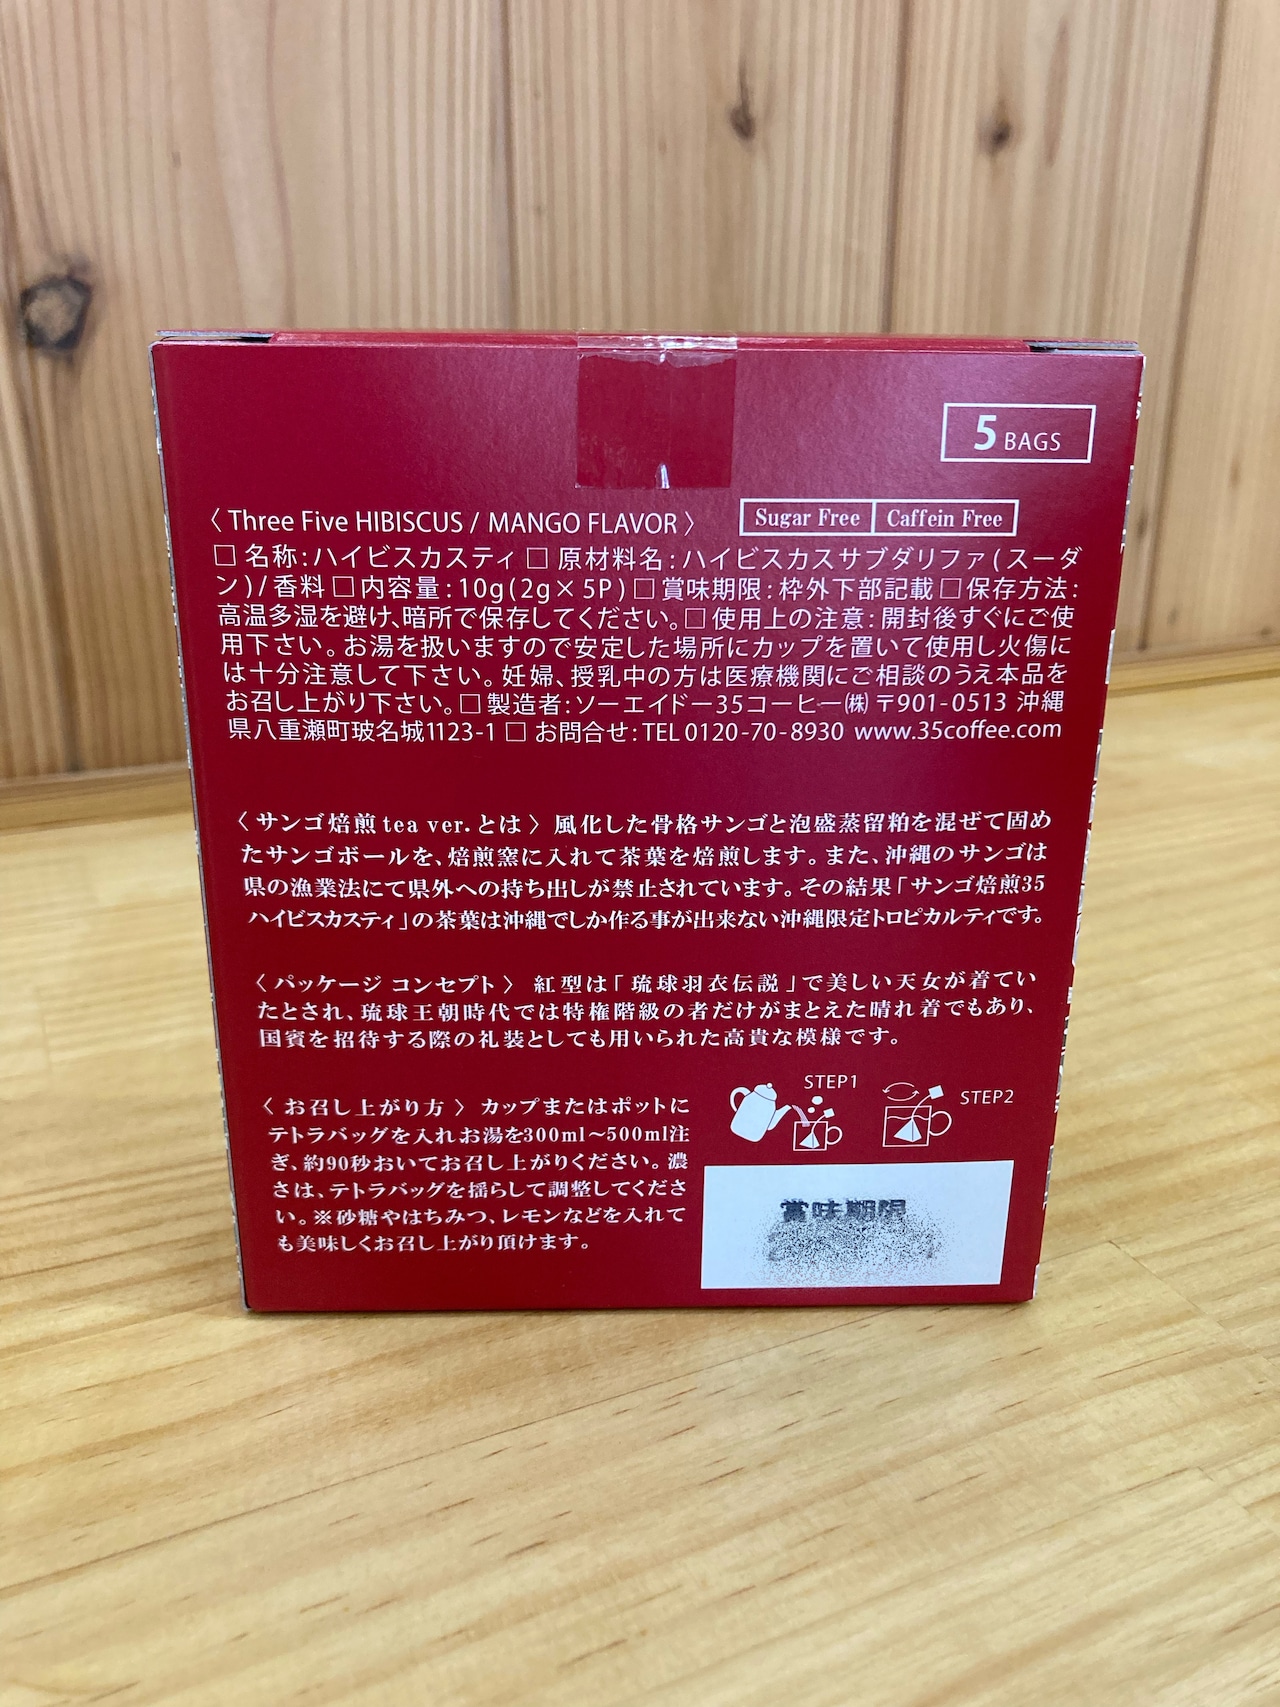 5 BAGS
〈 Three Five HIBISCUS / MANGO FLAVOR 〉 Sugar Free Caffein Free
□ 名称:ハイビスカスティ □ 原材料名:ハイビスカスサブダリファ(スーダ
ン)/香料 □内容量:10g(2g×5P)□賞味期限:枠外下部記載□保存方法:
高温多湿を避け、暗所で保存してください。□使用上の注意:開封後すぐにご使
用下さい。お湯を扱いますので安定した場所にカップを置いて使用し火傷に
は十分注意して下さい。妊婦、授乳中の方は医療機関にご相談のうえ本品を
お召し上がり下さい。□製造者:ソーエイドー35コーヒー㈱ 〒901-0513 沖縄
県八重瀬町玻名城1123-1 □ お問合せ:TEL 0120-70-8930 www.35coffee.com
〈 サンゴ焙煎 tea ver.とは 〉 風化した骨格サンゴと泡盛蒸留粕を混ぜて固め
たサンゴボールを、焙煎窯に入れて茶葉を焙煎します。また、沖縄のサンゴは
県の漁業法にて県外への持ち出しが禁止されています。その結果「サンゴ焙煎35
ハイビスカスティ」の茶葉は沖縄でしか作る事が出来ない沖縄限定トロピカルティです。
〈 パッケージ コンセプト 〉 紅型は「琉球羽衣伝説」で美しい天女が着てい
たとされ、琉球王朝時代では特権階級の者だけがまとえた晴れ着でもあり、
国賓を招待する際の礼装としても用いられた高貴な模様です。
〈 お召し上がり方 〉 カップまたはポットに
テトラバッグを入れお湯を300ml〜500ml注
ぎ、約90秒おいてお召し上がりください。濃
さは、テトラバッグを揺らして調整してくださ
い。※砂糖やはちみつ、レモンなどを入れて
も美味しくお召し上がり頂けます。
STEP1
STEP2
賞味期限